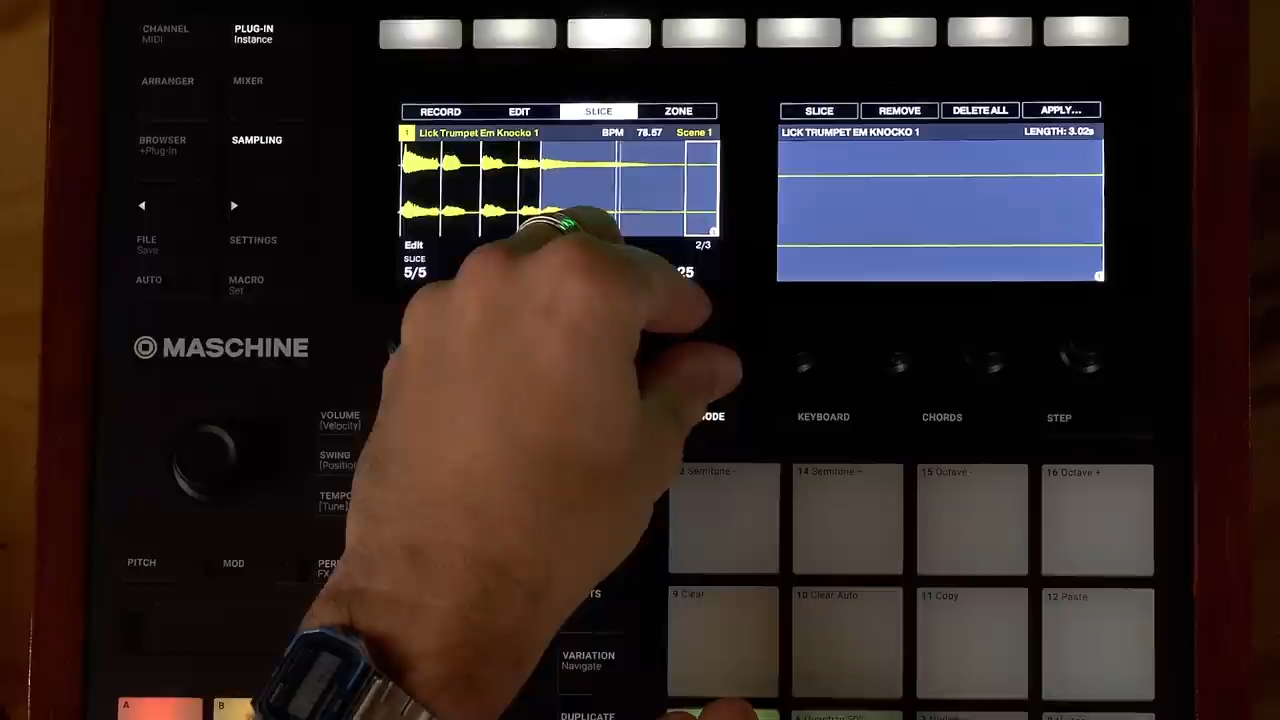 CHANNEL
MIDI
PLUG-IN
Instance
ARRANGER
MIXER
BROWSER
+Plug-In
SAMPLING
FILE
Save
SETTINGS
AUTO
MACRO
Set
MASCHINE
RECORD EDIT SLICE ZONE
1 Lick Trumpet Em Knocko 1 BPM 78.67 Scene 1
Edit 2/3
SLICE
5/5
25
SLICE REMOVE DELETE ALL APPLY...
LICK TRUMPET EM KNOCKO 1 LENGTH: 3.02s
VOLUME
[Velocity]
SWING
TEMPO
[Tune]
KEYBOARD
CHORDS
STEP
PITCH
MOD
14 Semitone +
15 Octave -
16 Octave +
9 Clear
10 Clear Auto
11 Copy
12 Paste
VARIATION
Navigate
DUPLICATE
A
B